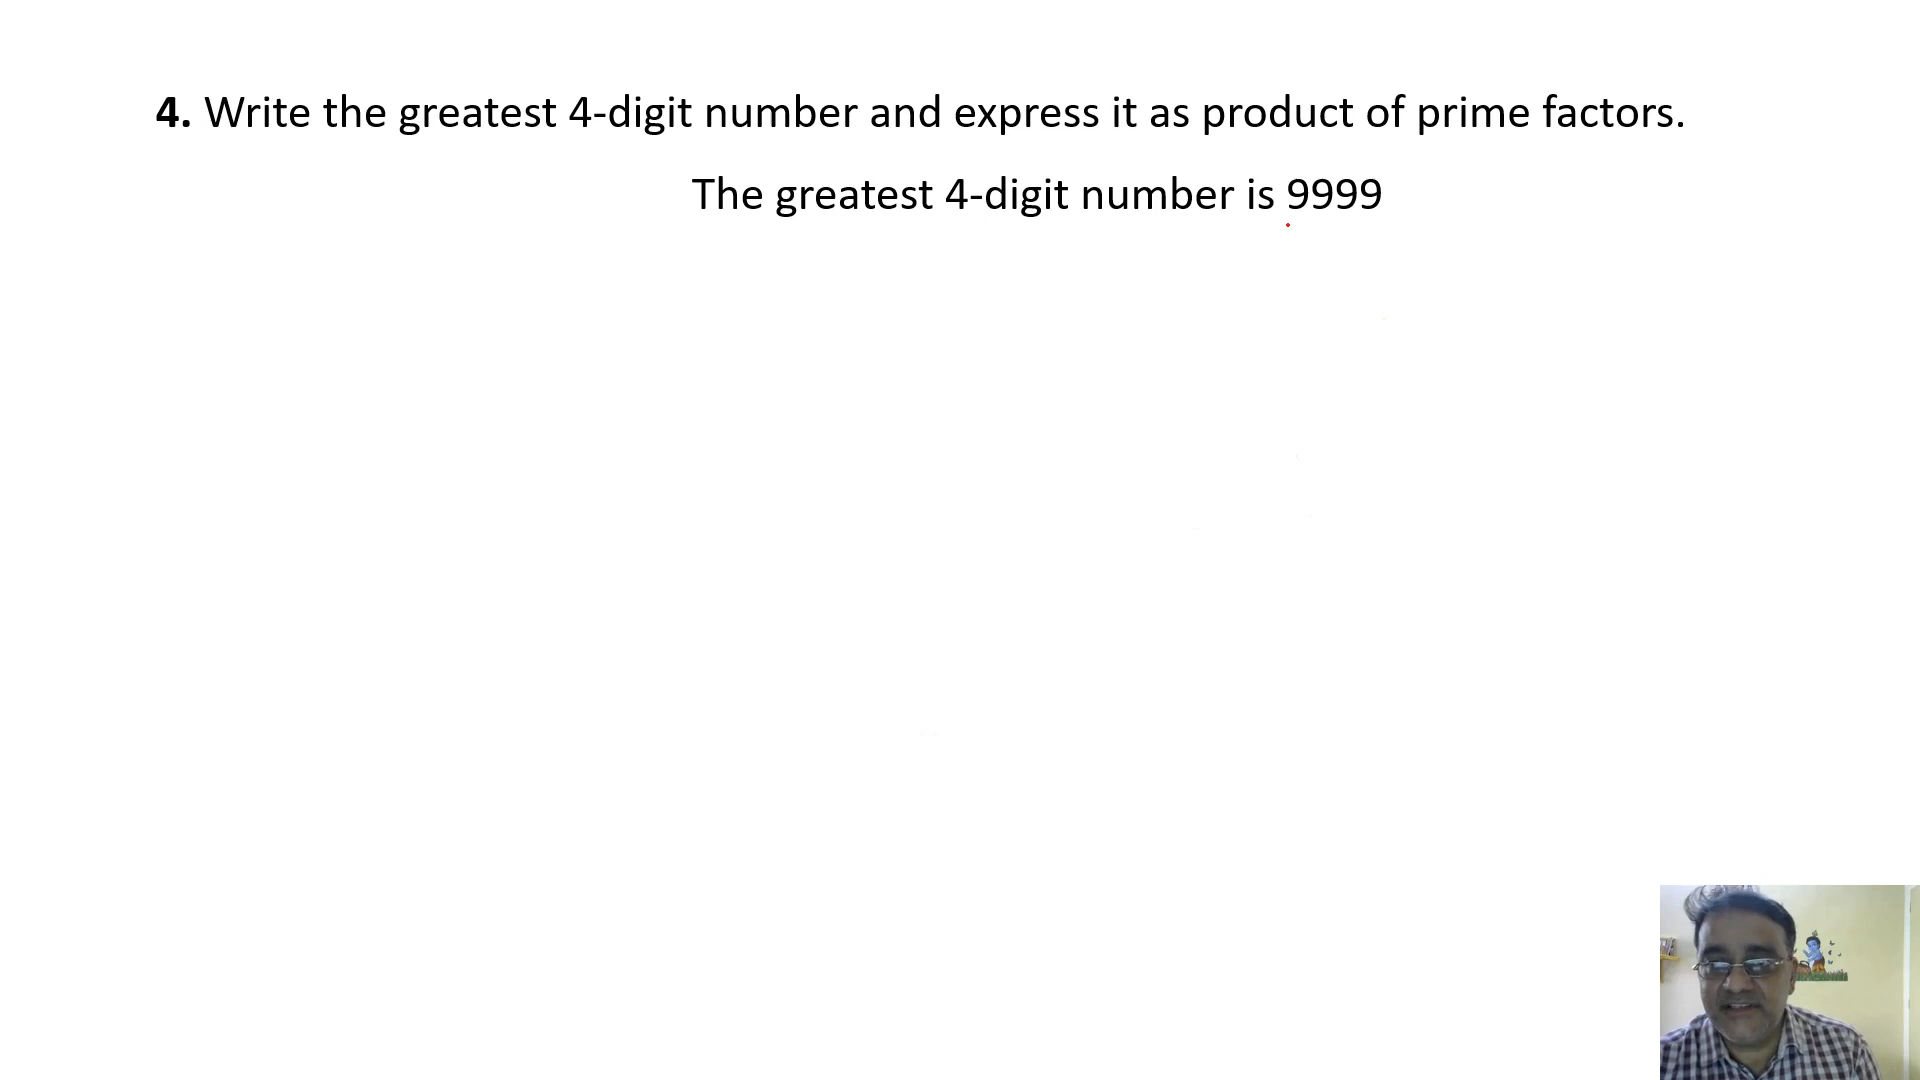 4. Write the greatest 4-digit number and express it as product of prime factors.
The greatest 4-digit number is 9999